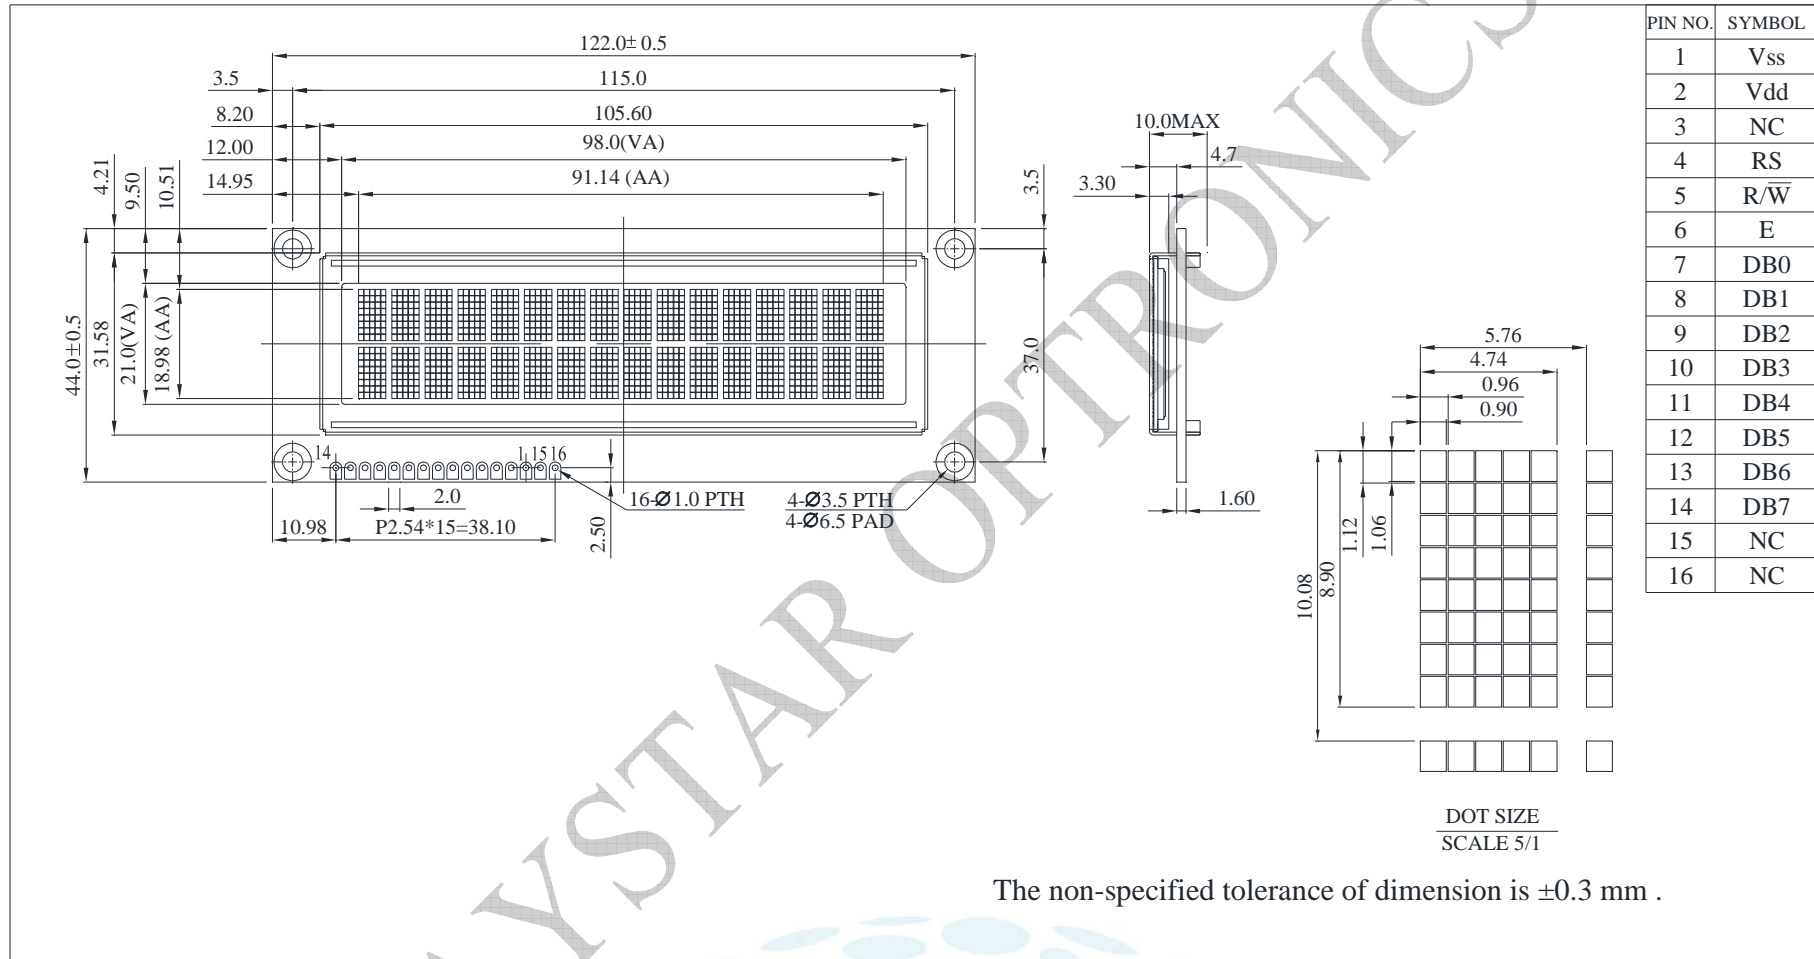 122.0±0.5
3.5 115.0
8.20 105.60
12.00 98.0(VA)
14.95 91.14 (AA)
4.21
9.50
10.51
44.0±0.5
31.58
21.0(VA)
18.98 (AA)
14 1 15 16
2.0
10.98 P2.54*15=38.10
2.50
16-Ø1.0 PTH
4-Ø3.5 PTH
4-Ø6.5 PAD
3.5
37.0
10.0MAX
4.7
3.30
1.60
5.76
4.74
0.96
0.90
1.12
1.06
10.08
8.90
DOT SIZE
SCALE 5/1
The non-specified tolerance of dimension is ±0.3 mm .
PIN NO. SYMBOL
1 Vss
2 Vdd
3 NC
4 RS
5 R/W̅
6 E
7 DB0
8 DB1
9 DB2
10 DB3
11 DB4
12 DB5
13 DB6
14 DB7
15 NC
16 NC
AYSTAR OPTRONICS